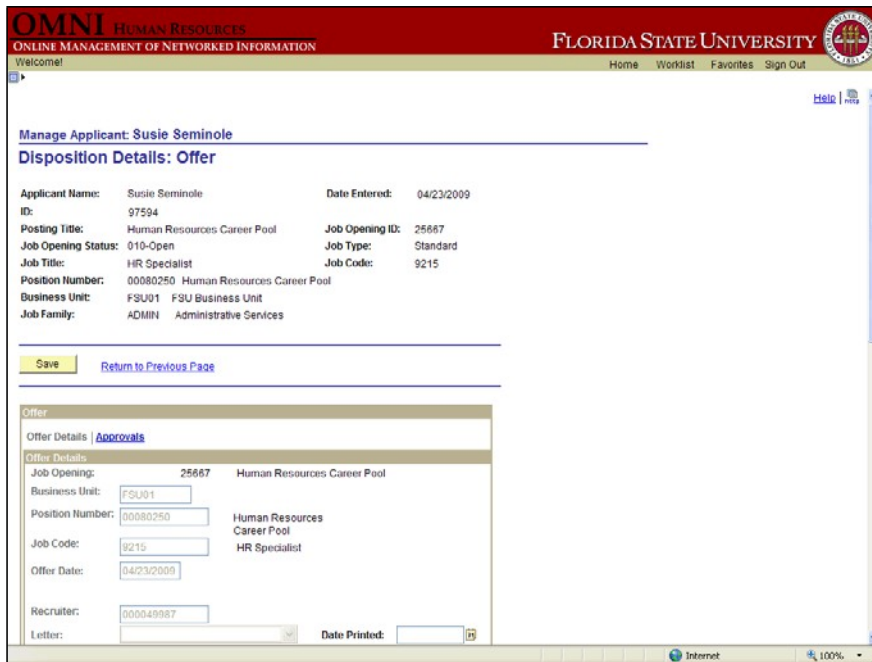 OMNI HUMAN RESOURCES
ONLINE MANAGEMENT OF NETWORKED INFORMATION
FLORIDA STATE UNIVERSITY
Welcome!
Home Worklist Favorites Sign Out
Help
Manage Applicant: Susie Seminole
Disposition Details: Offer
Applicant Name: Susie Seminole Date Entered: 04/23/2009
ID: 97594
Posting Title: Human Resources Career Pool Job Opening ID: 25667
Job Opening Status: 010-Open Job Type: Standard
Job Title: HR Specialist Job Code: 9215
Position Number: 00080250 Human Resources Career Pool
Business Unit: FSU01 FSU Business Unit
Job Family: ADMIN Administrative Services
Save Return to Previous Page
Offer
Offer Details | Approvals
Offer Details
Job Opening: 25667 Human Resources Career Pool
Business Unit: FSU01
Position Number: 00080250 Human Resources
Career Pool
Job Code: 9215 HR Specialist
Offer Date: 04/23/2009
Recruiter: 000049987
Letter: Date Printed:
Internet 100%